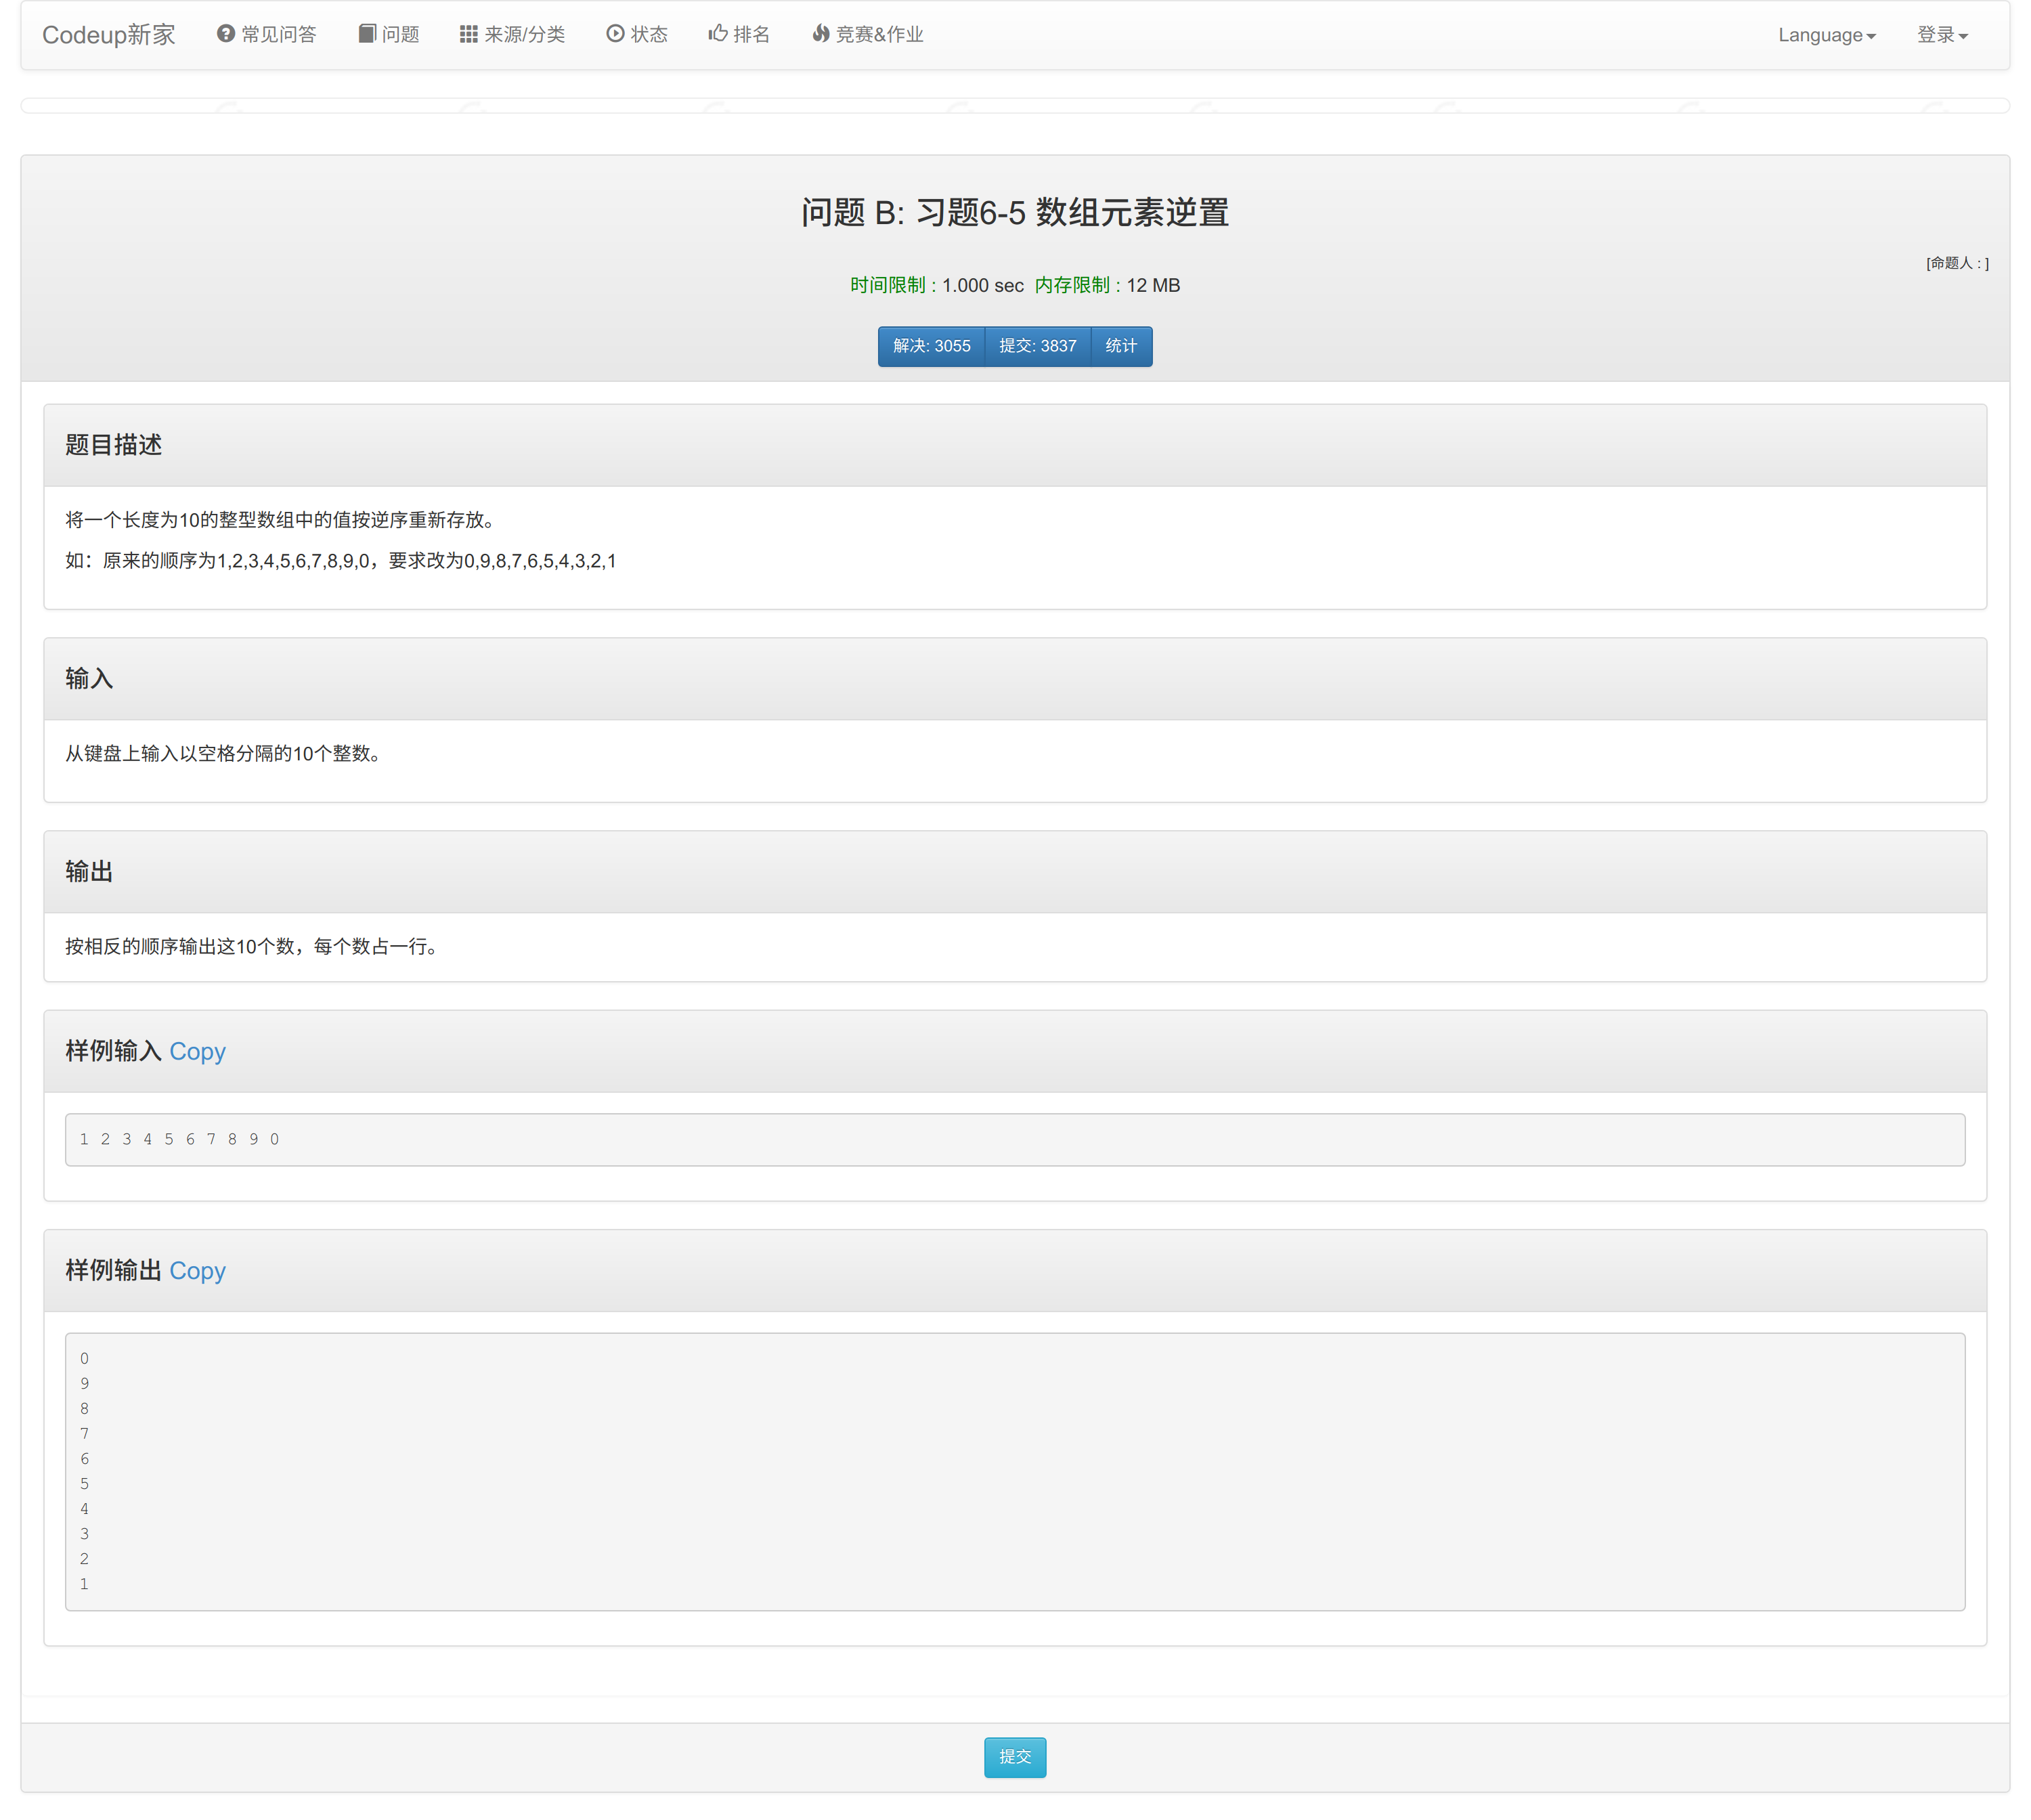 Codeup新家 常见问答 问题 来源/分类 状态 排名 竞赛&作业 Language 登录
问题 B: 习题6-5 数组元素逆置
[命题人 : ]
时间限制 : 1.000 sec 内存限制 : 12 MB
解决: 3055 提交: 3837 统计
题目描述
将一个长度为10的整型数组中的值按逆序重新存放。
如：原来的顺序为1,2,3,4,5,6,7,8,9,0，要求改为0,9,8,7,6,5,4,3,2,1
输入
从键盘上输入以空格分隔的10个整数。
输出
按相反的顺序输出这10个数，每个数占一行。
样例输入 Copy
1 2 3 4 5 6 7 8 9 0
样例输出 Copy
0
9
8
7
6
5
4
3
2
1
提交